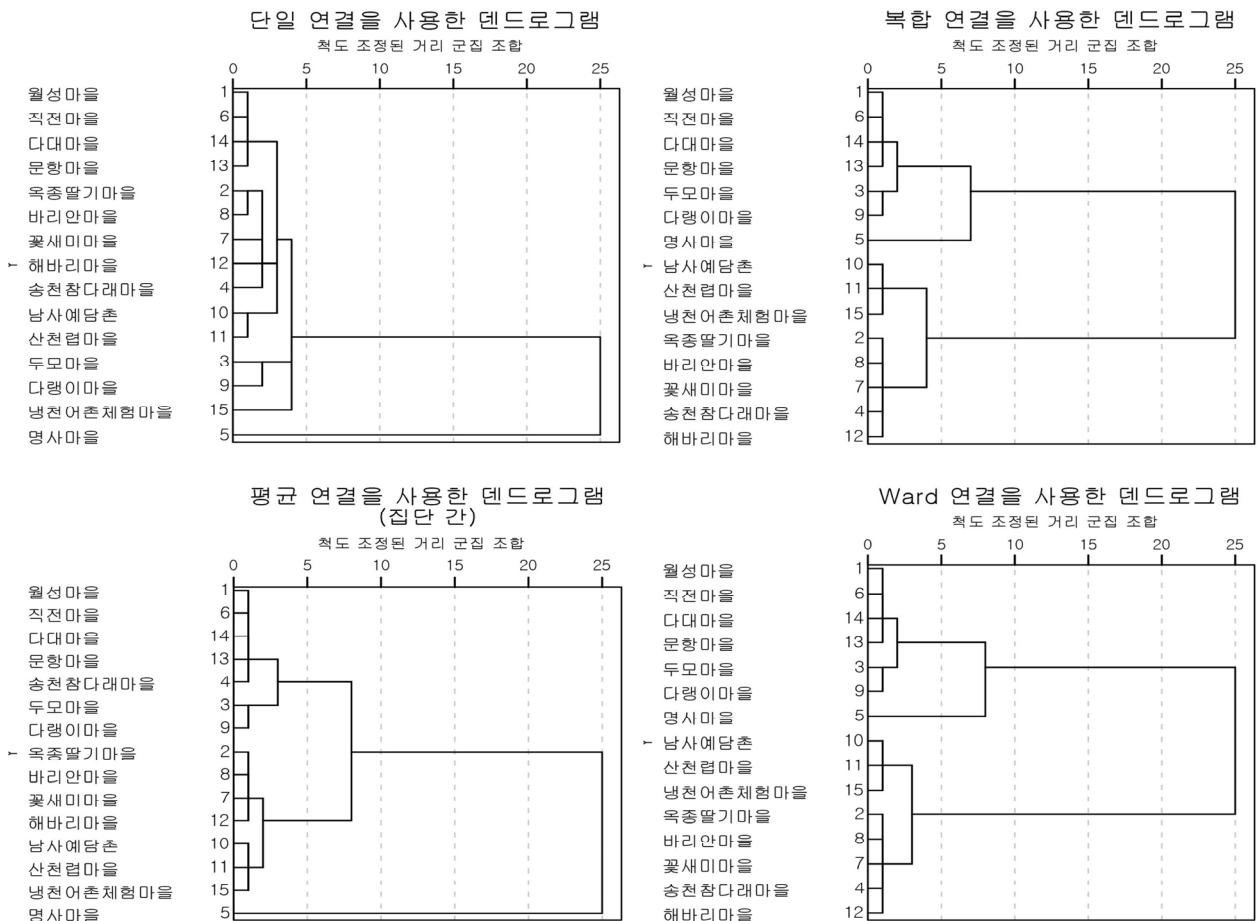 단일 연결을 사용한 덴드로그램
척도 조정된 거리 군집 조합
0 5 10 15 20 25
월성마을 1
직전마을 6
다대마을 14
문항마을 13
옥종딸기마을 2
바리안마을 8
꽃새미마을 7
해바리마을 12
송천참다래마을 4
남사예담촌 10
산천렵마을 11
두모마을 3
다랭이마을 9
냉천어촌체험마을 15
명사마을 5
복합 연결을 사용한 덴드로그램
척도 조정된 거리 군집 조합
0 5 10 15 20 25
월성마을 1
직전마을 6
다대마을 14
문항마을 13
두모마을 3
다랭이마을 9
명사마을 5
남사예담촌 10
산천렵마을 11
냉천어촌체험마을 15
옥종딸기마을 2
바리안마을 8
꽃새미마을 7
송천참다래마을 4
해바리마을 12
평균 연결을 사용한 덴드로그램
(집단 간)
척도 조정된 거리 군집 조합
0 5 10 15 20 25
월성마을 1
직전마을 6
다대마을 14
문항마을 13
송천참다래마을 4
두모마을 3
다랭이마을 9
옥종딸기마을 2
바리안마을 8
꽃새미마을 7
해바리마을 12
남사예담촌 10
산천렵마을 11
냉천어촌체험마을 15
명사마을 5
Ward 연결을 사용한 덴드로그램
척도 조정된 거리 군집 조합
0 5 10 15 20 25
월성마을 1
직전마을 6
다대마을 14
문항마을 13
두모마을 3
다랭이마을 9
명사마을 5
남사예담촌 10
산천렵마을 11
냉천어촌체험마을 15
옥종딸기마을 2
바리안마을 8
꽃새미마을 7
송천참다래마을 4
해바리마을 12